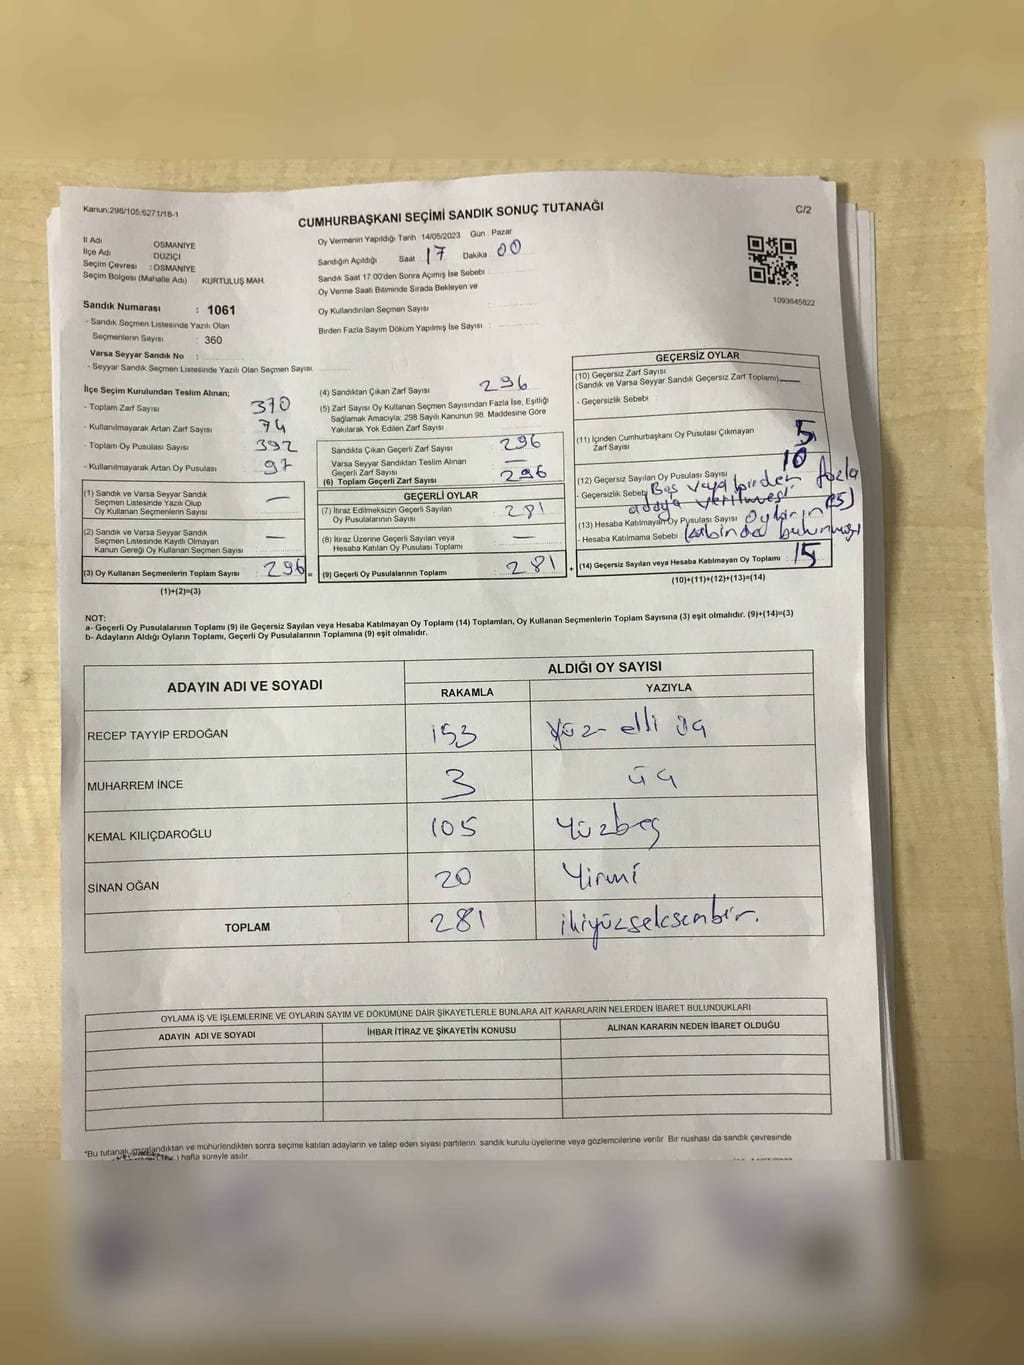 Kanun:298/105,6271/18-1
CUMHURBAŞKANI SEÇİMİ SANDIK SONUÇ TUTANAĞI
C/2
İl Adı OSMANİYE
İlçe Adı DÜZİÇİ
Seçim Çevresi : OSMANİYE
Seçim Bölgesi (Mahalle Adı) KURTULUŞ MAH
Oy Vermenin Yapıldığı Tarih 14/05/2023 Gün : Pazar
Sandığın Açıldığı Saat 17 Dakika 00
Sandık Saat 17:00'den Sonra Açımış İse Sebebi
Oy Verme Saati Bitiminde Sırada Bekleyen ve
Oy Kullandırılan Seçmen Sayısı
Birden Fazla Sayım Döküm Yapılmış İse Sayısı :
1093645622
Sandık Numarası : 1061
- Sandık Seçmen Listesinde Yazılı Olan
Seçmenlerin Sayısı : 360
Varsa Seyyar Sandık No :
- Seyyar Sandık Seçmen Listesinde Yazılı Olan Seçmen Sayısı
İlçe Seçim Kurulundan Teslim Alınan;
- Toplam Zarf Sayısı 370
- Kullanılmayarak Artan Zarf Sayısı 74
- Toplam Oy Pusulası Sayısı 392
- Kullanılmayarak Artan Oy Pusulası 97
(1) Sandık ve Varsa Seyyar Sandık
Seçmen Listesinde Yazılı Olup
Oy Kullanan Seçmenlerin Sayısı —
(2) Sandık ve Varsa Seyyar Sandık
Seçmen Listesinde Kayıtlı Olmayan
Kanun Gereği Oy Kullanan Seçmen Sayısı —
(3) Oy Kullanan Seçmenlerin Toplam Sayısı : 296 =
(1)+(2)=(3)
(4) Sandıktan Çıkan Zarf Sayısı 296
(5) Zarf Sayısı Oy Kullanan Seçmen Sayısından Fazla İse, Eşitliği
Sağlamak Amacıyla; 298 Sayılı Kanunun 98. Maddesine Göre
Yakılarak Yok Edilen Zarf Sayısı
Sandıkta Çıkan Geçerli Zarf Sayısı 296
Varsa Seyyar Sandıktan Teslim Alınan
Geçerli Zarf Sayısı —
(6) Toplam Geçerli Zarf Sayısı 296
GEÇERLİ OYLAR
(7) İtiraz Edilmeksizin Geçerli Sayılan
Oy Pusulalarının Sayısı : 281
(8) İtiraz Üzerine Geçerli Sayılan veya
Hesaba Katılan Oy Pusulası Toplamı : —
(9) Geçerli Oy Pusulalarının Toplamı : 281 +
GEÇERSİZ OYLAR
(10) Geçersiz Zarf Sayısı
(Sandık ve Varsa Seyyar Sandık Geçersiz Zarf Toplamı) —
- Geçersizlik Sebebi
(11) İçinden Cumhurbaşkanı Oy Pusulası Çıkmayan
Zarf Sayısı 5
(12) Geçersiz Sayılan Oy Pusulası Sayısı 10
- Geçersizlik Sebebi Boş veya birden fazla
adaya verilmesi
(13) Hesaba Katılmayan Oy Pusulası Sayısı Oyların (25)
- Hesaba Katılmama Sebebi bulunması
(14) Geçersiz Sayılan veya Hesaba Katılmayan Oy Toplamı : 15
(10)+(11)+(12)+(13)=(14)
NOT:
a- Geçerli Oy Pusulalarının Toplamı (9) ile Geçersiz Sayılan veya Hesaba Katılmayan Oy Toplamı (14) Toplamları, Oy Kullanan Seçmenlerin Toplam Sayısına (3) eşit olmalıdır. (9)+(14)=(3)
b- Adayların Aldığı Oyların Toplamı, Geçerli Oy Pusulalarının Toplamına (9) eşit olmalıdır.
ADAYIN ADI VE SOYADI
ALDIĞI OY SAYISI
RAKAMLA YAZIYLA
RECEP TAYYİP ERDOĞAN 153 Yüz-elli üç
MUHARREM İNCE 3 üç
KEMAL KILIÇDAROĞLU 105 Yüzbeş
SİNAN OĞAN 20 Yirmi
TOPLAM 281 ikiyüzseksenbir.
OYLAMA İŞ VE İŞLEMLERİNE VE OYLARIN SAYIM VE DÖKÜMÜNE DAİR ŞİKAYETLERLE BUNLARA AİT KARARLARIN NELERDEN İBARET BULUNDUKLARI
ADAYIN ADI VE SOYADI İHBAR İTİRAZ VE ŞİKAYETİN KONUSU ALINAN KARARIN NEDEN İBARET OLDUĞU
*Bu tutanak imzalandıktan ve mühürlendikten sonra seçime katılan adayların ve talep eden siyasi partilerin sandık kurulu üyelerine veya gözlemcilerine verilir. Bir nüshası da sandık çevresinde
) hafta süreyle asılır